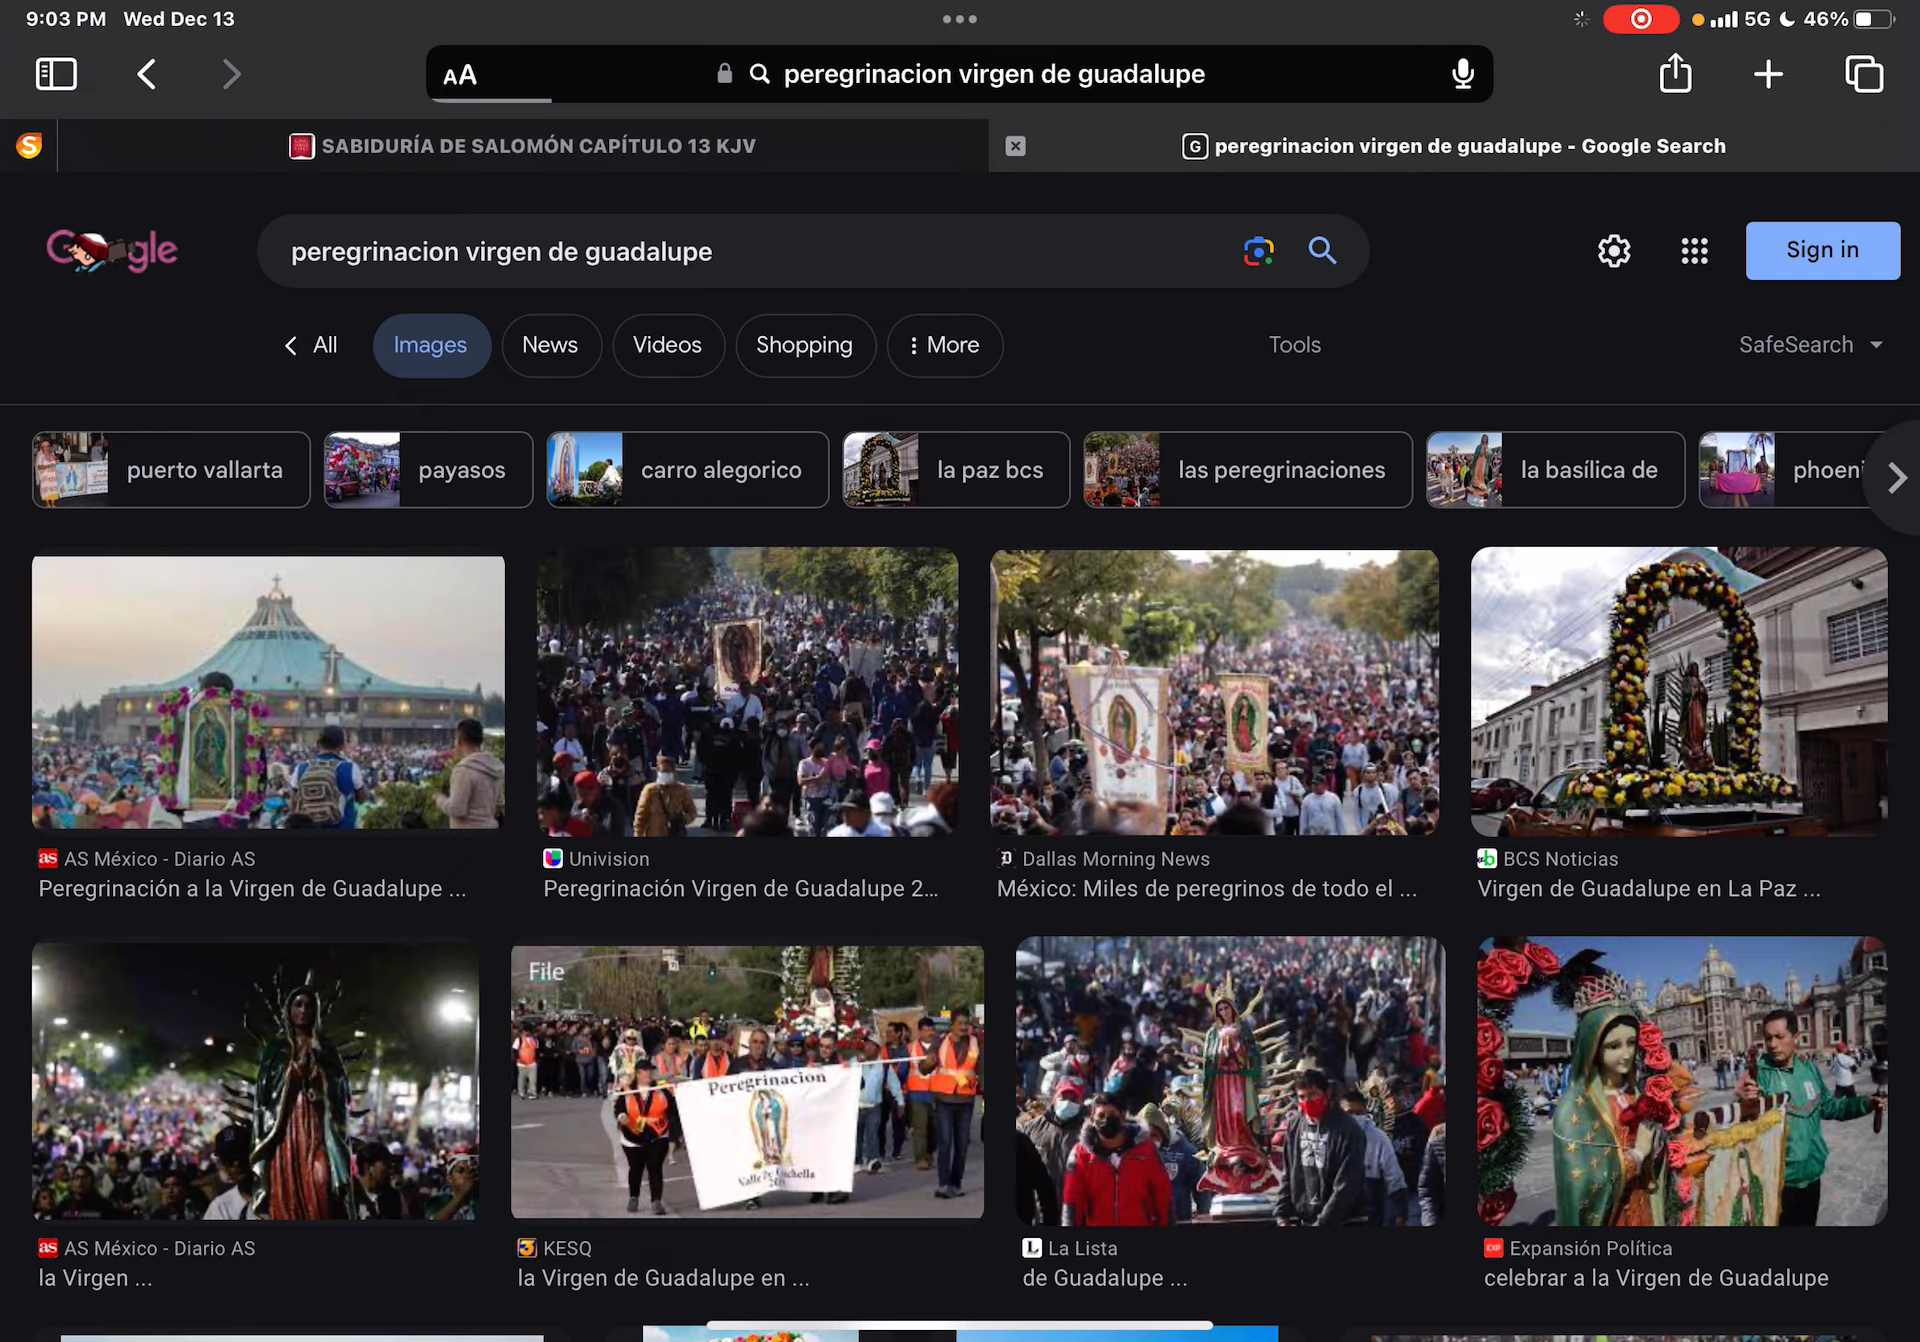 9:03 PM Wed Dec 13
5G 46%
AA peregrinacion virgen de guadalupe
SABIDURÍA DE SALOMÓN CAPÍTULO 13 KJV
peregrinacion virgen de guadalupe - Google Search
Google
peregrinacion virgen de guadalupe
Sign in
All Images News Videos Shopping More Tools SafeSearch
puerto vallarta payasos carro alegorico la paz bcs las peregrinaciones la basílica de phoeni
AS México - Diario AS
Peregrinación a la Virgen de Guadalupe ...
Univision
Peregrinación Virgen de Guadalupe 2...
Dallas Morning News
México: Miles de peregrinos de todo el ...
BCS Noticias
Virgen de Guadalupe en La Paz ...
File
Peregrinacion
AS México - Diario AS
la Virgen ...
KESQ
la Virgen de Guadalupe en ...
La Lista
de Guadalupe ...
Expansión Política
celebrar a la Virgen de Guadalupe